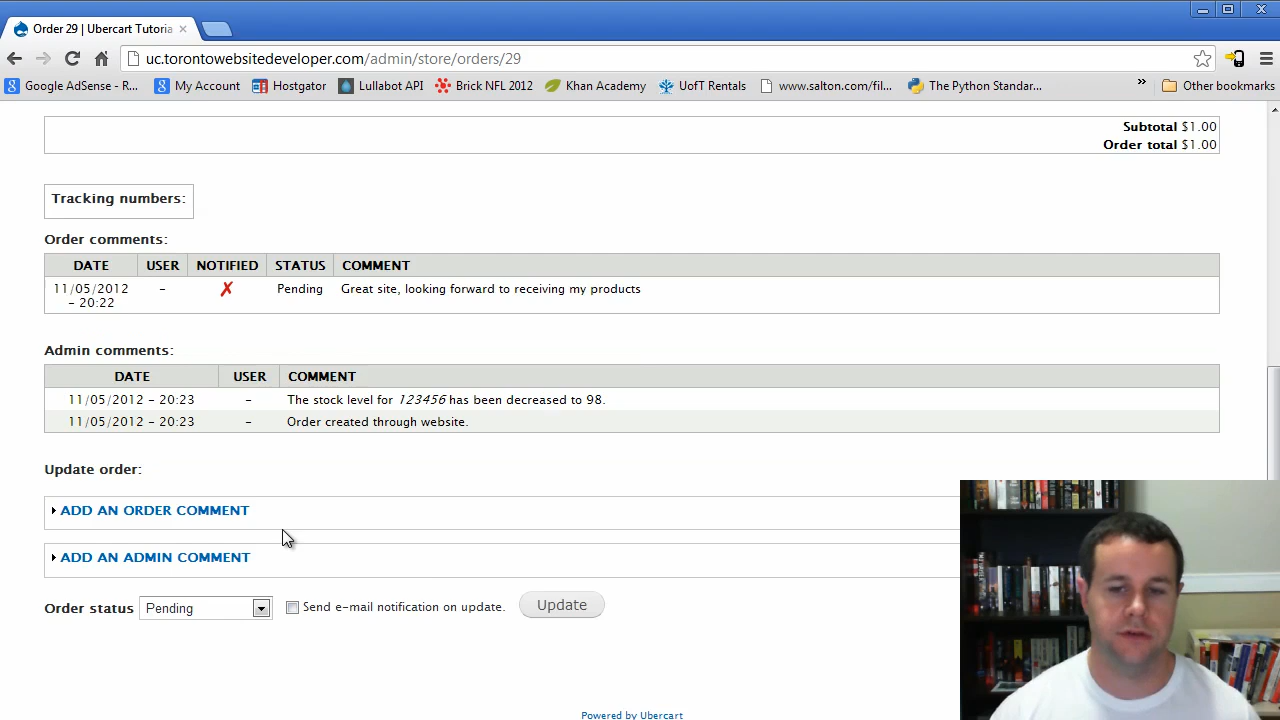 Order 29 | Ubercart Tutoria
uc.torontowebsitedeveloper.com/admin/store/orders/29
Google AdSense - R... My Account Hostgator Lullabot API Brick NFL 2012 Khan Academy UofT Rentals www.salton.com/fil... The Python Standar... » Other bookmarks
Subtotal $1.00
Order total $1.00
Tracking numbers:
Order comments:
DATE USER NOTIFIED STATUS COMMENT
11/05/2012 - Pending Great site, looking forward to receiving my products
- 20:22
Admin comments:
DATE USER COMMENT
11/05/2012 - 20:23 - The stock level for 123456 has been decreased to 98.
11/05/2012 - 20:23 - Order created through website.
Update order:
ADD AN ORDER COMMENT
ADD AN ADMIN COMMENT
Order status Pending Send e-mail notification on update. Update
Powered by Ubercart